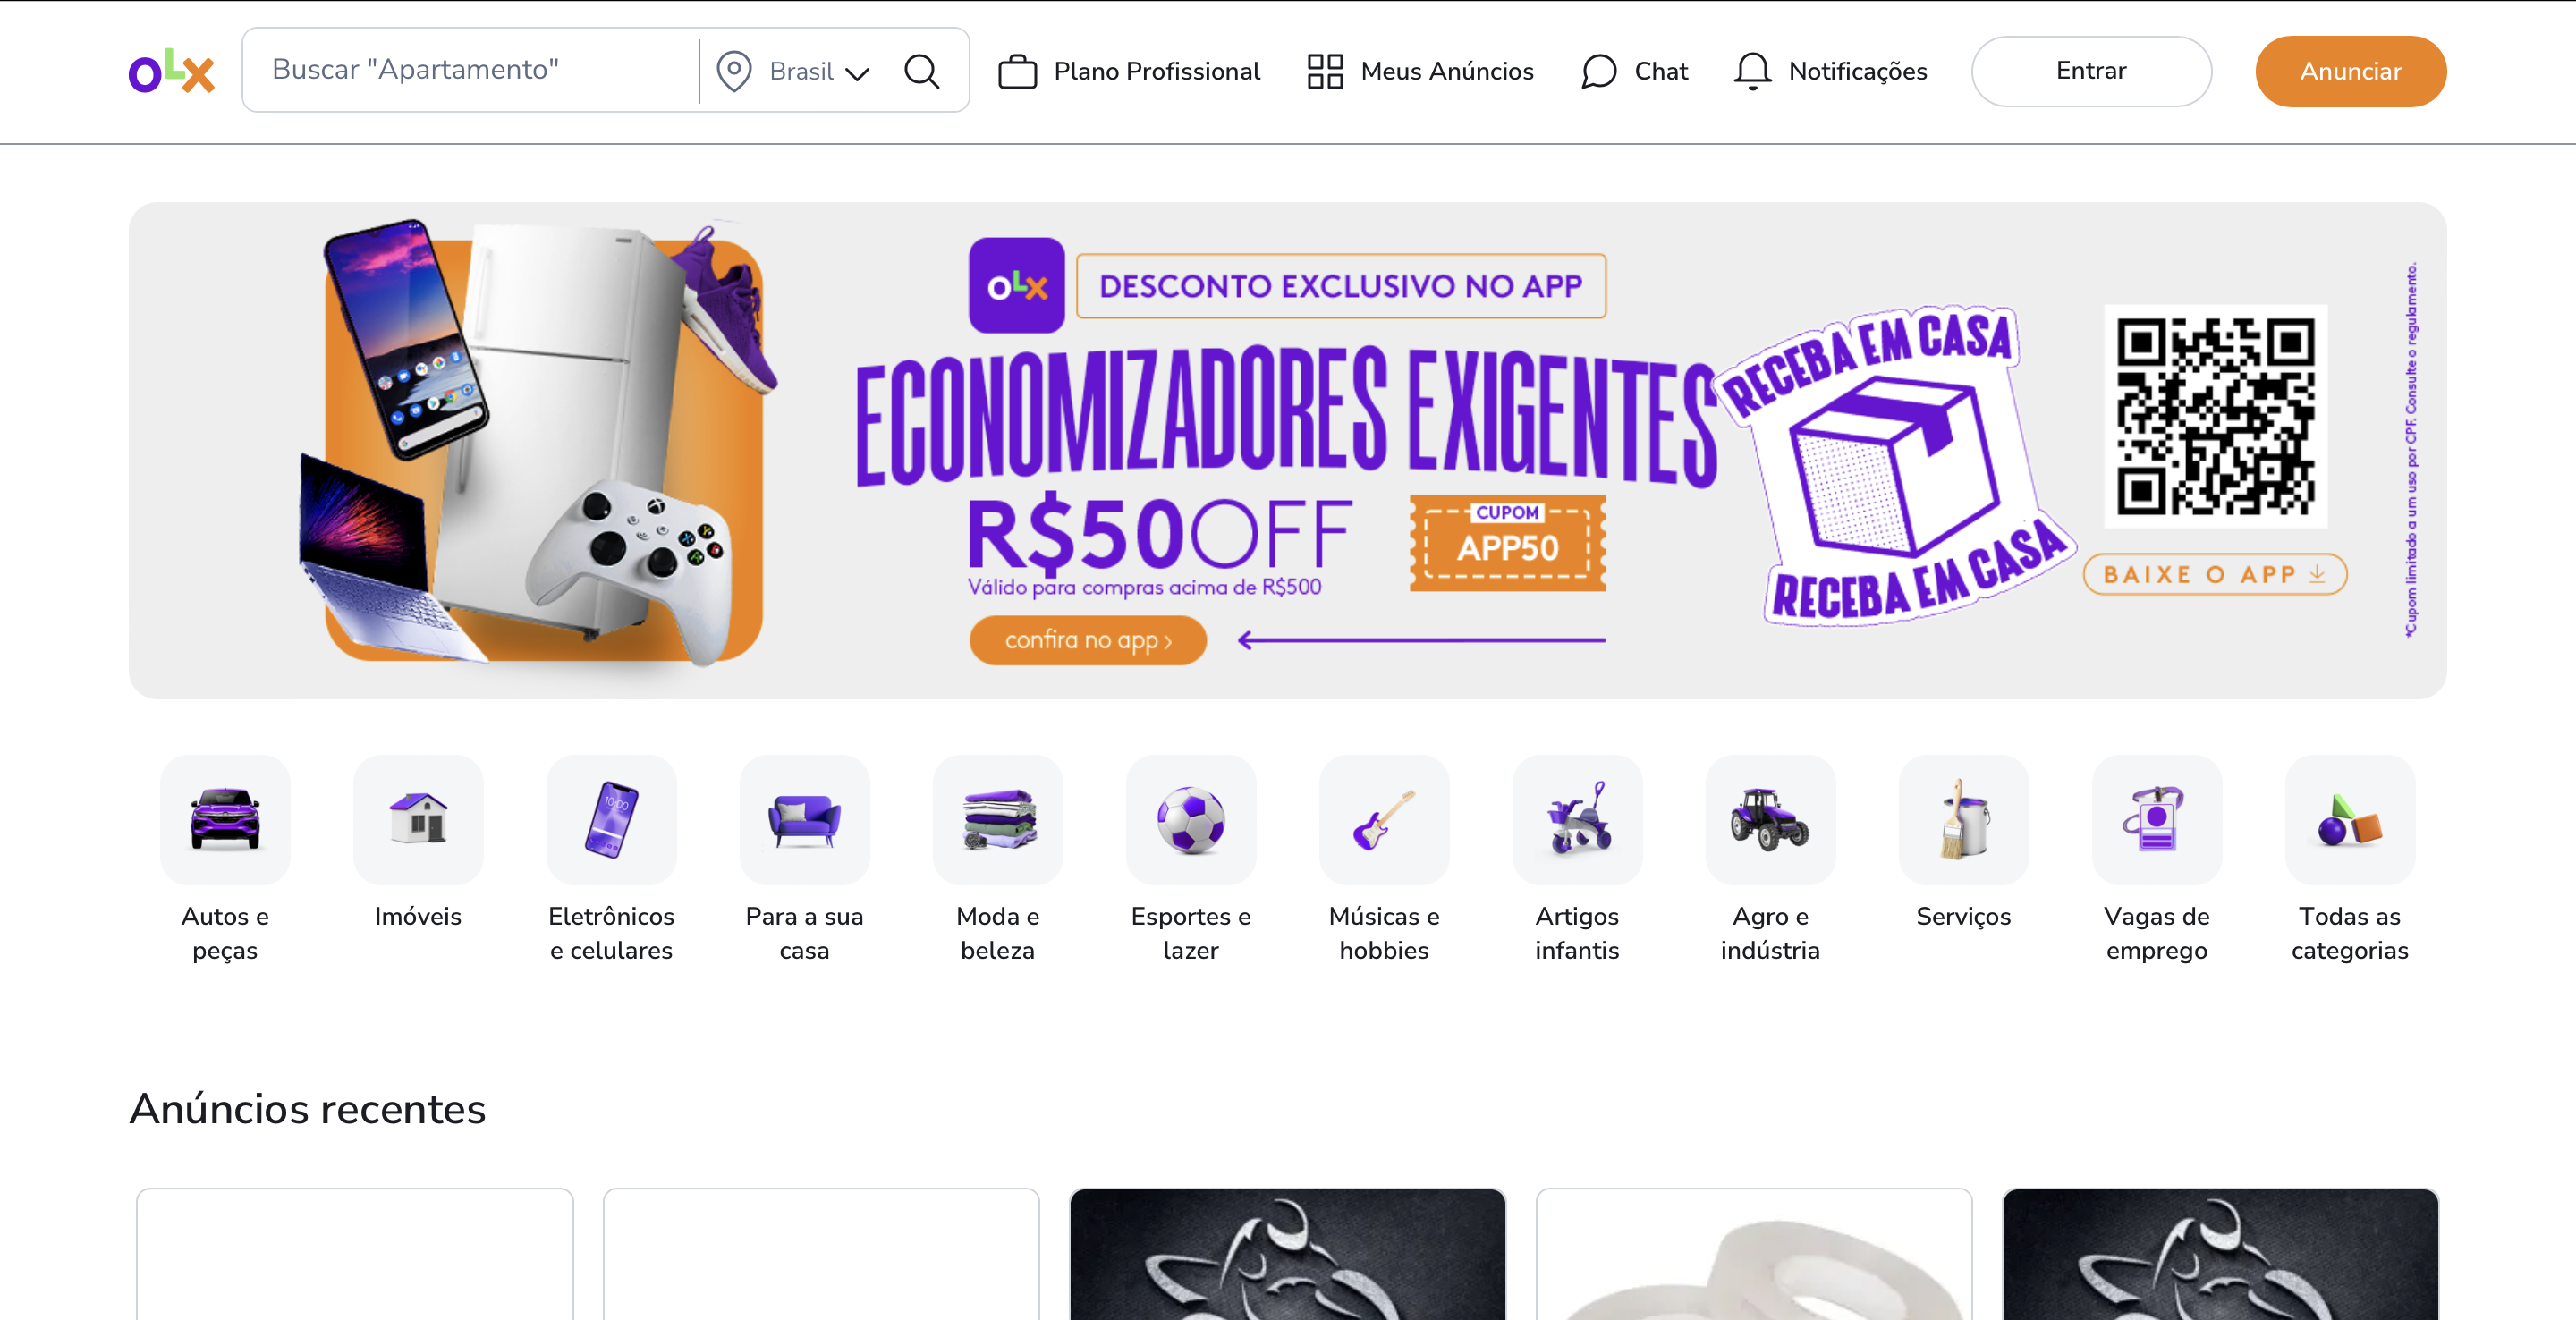 OLX
Buscar "Apartamento"
Brasil
Plano Profissional
Meus Anúncios
Chat
Notificações
Entrar
Anunciar
OLX
DESCONTO EXCLUSIVO NO APP
ECONOMIZADORES EXIGENTES
R$50OFF
Válido para compras acima de R$500
CUPOM
APP50
confira no app ›
RECEBA EM CASA
RECEBA EM CASA
BAIXE O APP
*Cupom limitado a um uso por CPF. Consulte o regulamento.
10:00
Autos e
peças
Imóveis
Eletrônicos
e celulares
Para a sua
casa
Moda e
beleza
Esportes e
lazer
Músicas e
hobbies
Artigos
infantis
Agro e
indústria
Serviços
Vagas de
emprego
Todas as
categorias
Anúncios recentes